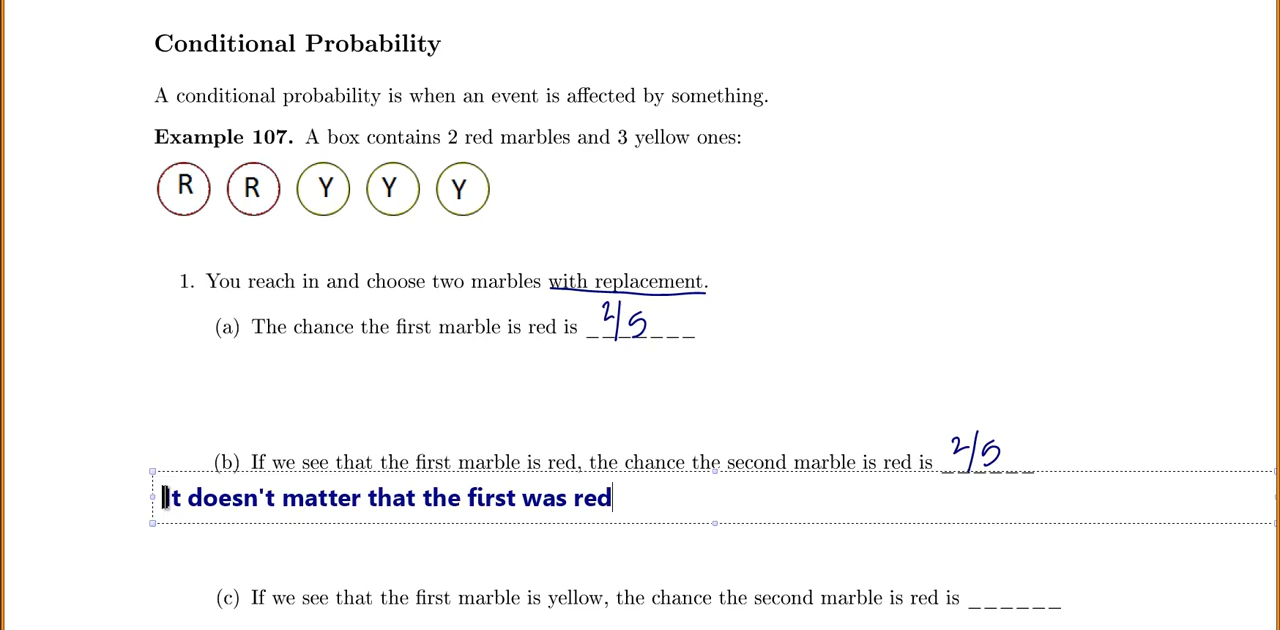 Conditional Probability
A conditional probability is when an event is affected by something.
Example 107. A box contains 2 red marbles and 3 yellow ones:
R R Y Y Y
1. You reach in and choose two marbles with replacement.
(a) The chance the first marble is red is 2/5
(b) If we see that the first marble is red, the chance the second marble is red is 2/5
It doesn't matter that the first was red
(c) If we see that the first marble is yellow, the chance the second marble is red is ______